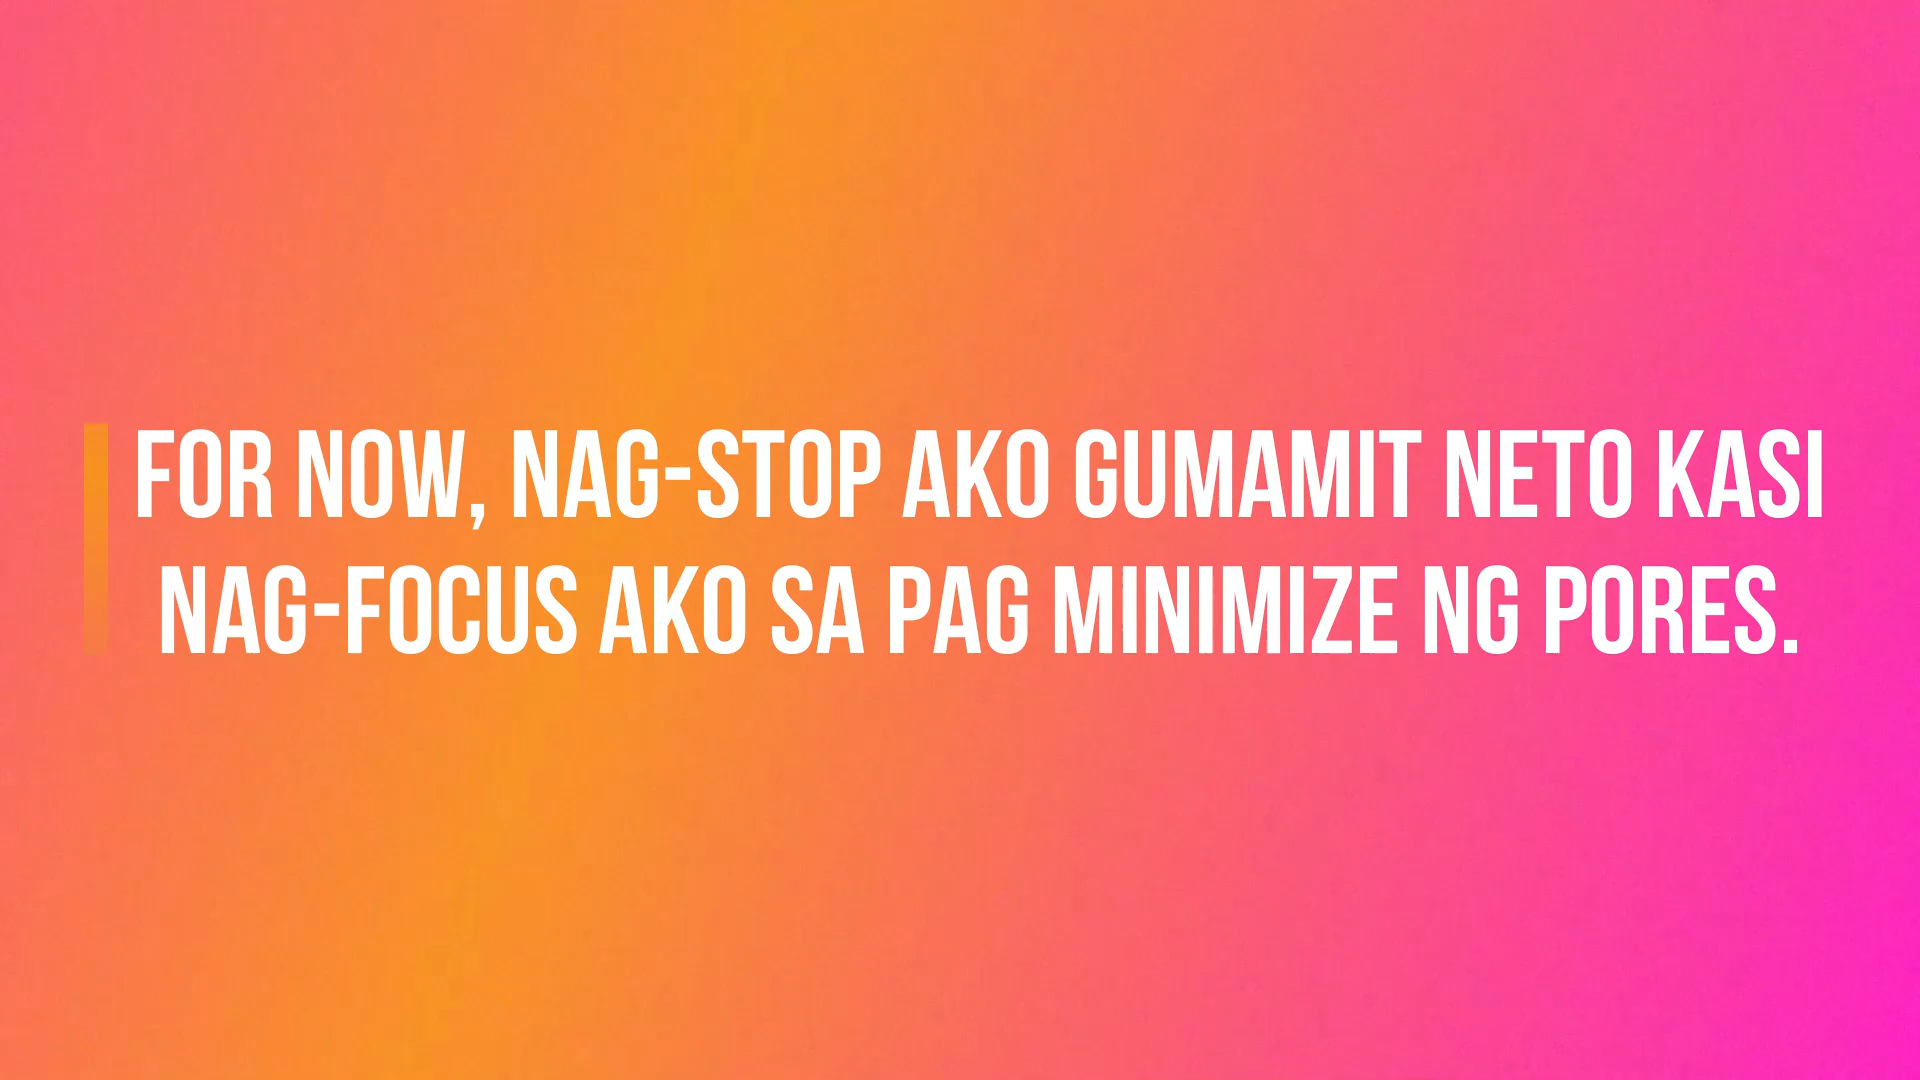 FOR NOW, NAG-STOP AKO GUMAMIT NETO KASI
NAG-FOCUS AKO SA PAG MINIMIZE NG PORES.